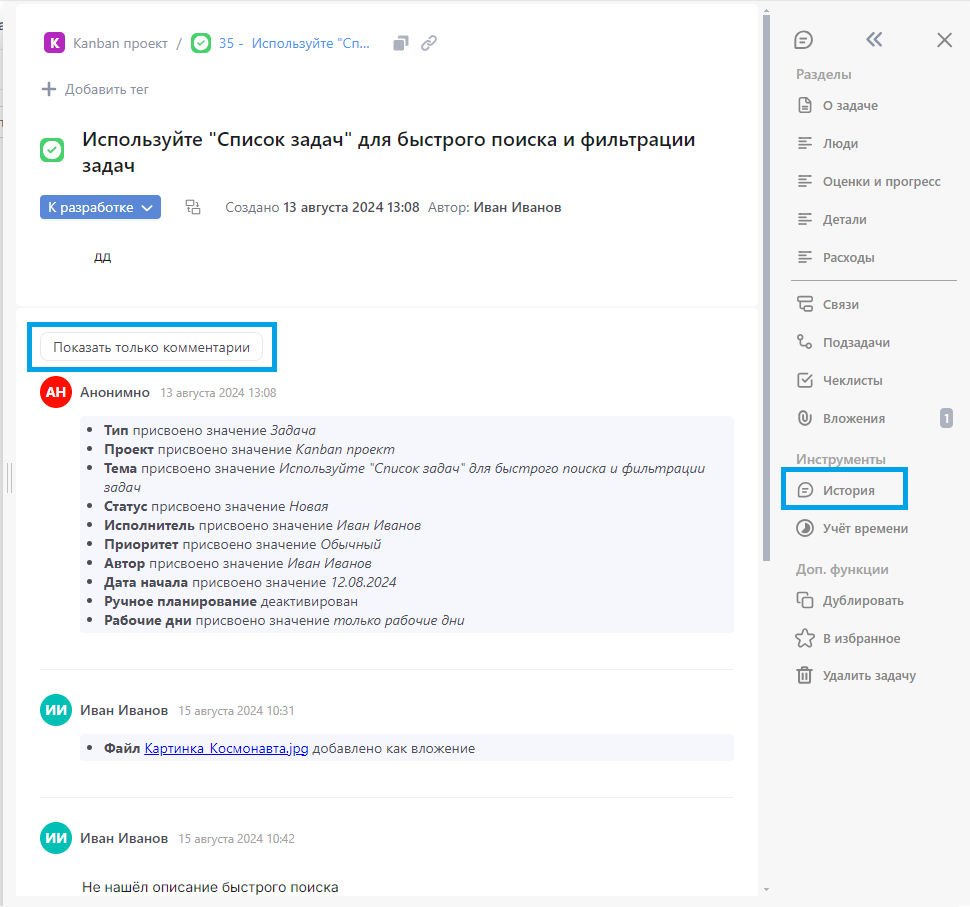 K Kanban проект / 35 - Используйте "Сп...
Добавить тег
Используйте "Список задач" для быстрого поиска и фильтрации
задач
К разработке Создано 13 августа 2024 13:08 Автор: Иван Иванов
дд
Показать только комментарии
АН Анонимно 13 августа 2024 13:08
• Тип присвоено значение Задача
• Проект присвоено значение Kanban проект
• Тема присвоено значение Используйте "Список задач" для быстрого поиска и фильтрации
задач
• Статус присвоено значение Новая
• Исполнитель присвоено значение Иван Иванов
• Приоритет присвоено значение Обычный
• Автор присвоено значение Иван Иванов
• Дата начала присвоено значение 12.08.2024
• Ручное планирование деактивирован
• Рабочие дни присвоено значение только рабочие дни
ИИ Иван Иванов 15 августа 2024 10:31
• Файл Картинка_Космонавта.jpg добавлено как вложение
ИИ Иван Иванов 15 августа 2024 10:42
Не нашёл описание быстрого поиска
Разделы
О задаче
Люди
Оценки и прогресс
Детали
Расходы
Связи
Подзадачи
Чеклисты
Вложения 1
Инструменты
История
Учёт времени
Доп. функции
Дублировать
В избранное
Удалить задачу